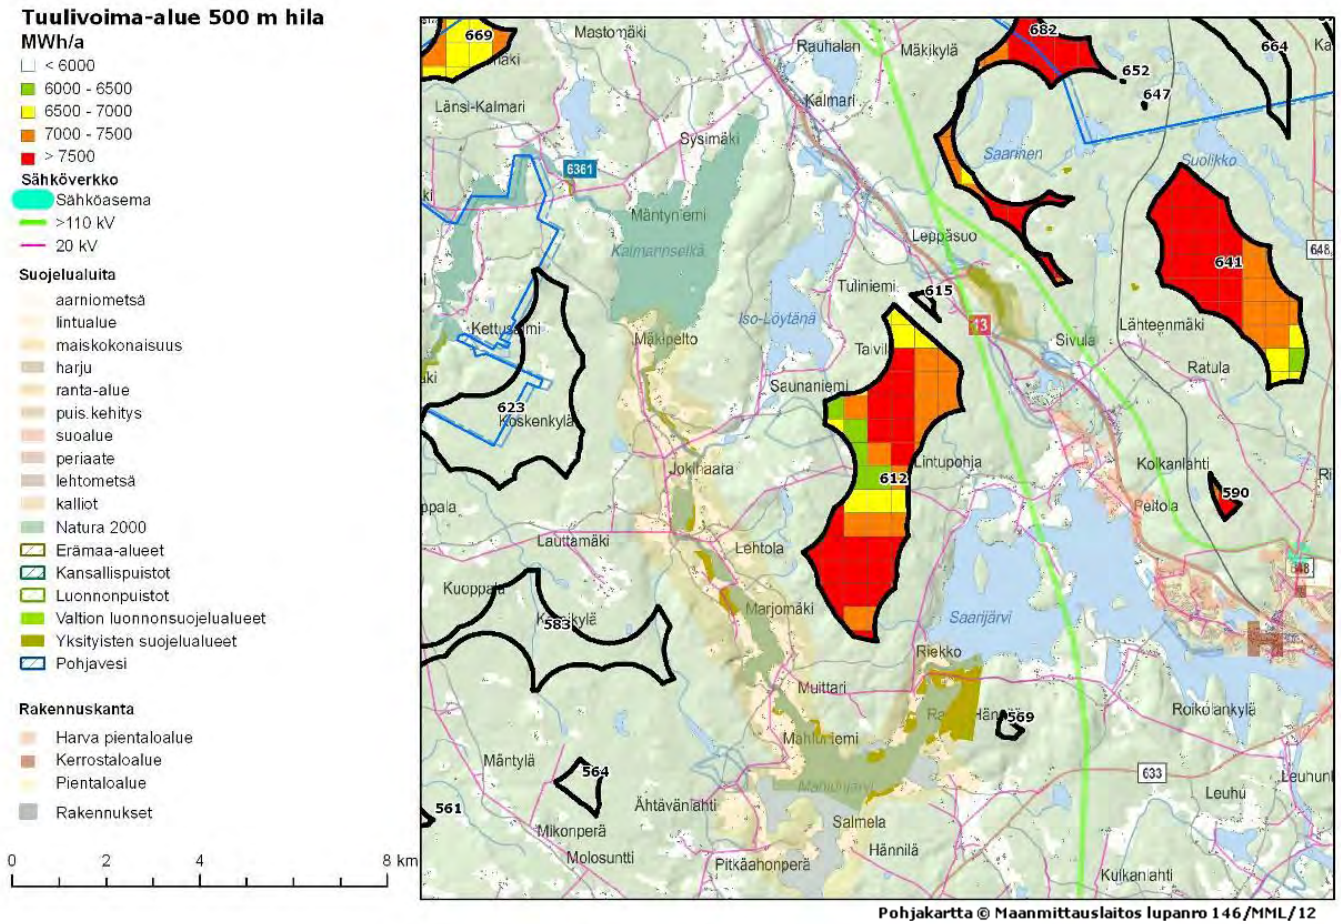 Tuulivoima-alue 500 m hila
MWh/a
< 6000
6000 - 6500
6500 - 7000
7000 - 7500
> 7500
Sähköverkko
Sähköasema
>110 kV
20 kV
Suojelualuita
aarniometsä
lintualue
maiskokonaisuus
harju
ranta-alue
puis.kehitys
suoalue
periaate
lehtometsä
kalliot
Natura 2000
Erämaa-alueet
Kansallispuistot
Luonnonpuistot
Valtion luonnonsuojelualueet
Yksityisten suojelualueet
Pohjavesi
Rakennuskanta
Harva pientaloalue
Kerrostaloalue
Pientaloalue
Rakennukset
0 2 4 8 km
669
Mastomäki
Rauhalan
Mäkikylä
682
664
652
647
Länsi-Kalmari
Kalmari
Sysimäki
Saarinen
Suolikko
6361
Mäntyniemi
Kalmarinselkä
Leppäsuo
648
641
Tuliniemi
615
Iso-Löytänä
13
Lähteenmäki
Sivula
Mäkipelto
Ratula
Saunaniemi
623
Koskenkylä
Lintupohja
Kolkanlahti
Jokihaara
612
590
Peltola
Lauttamäki
Lehtola
648
Kuoppala
Marjomäki
Saarijärvi
583
Riekko
Muittari
569
Roikolankylä
Mahluniemi
Mäntylä
564
633
Mahlunjärvi
Leuhu
561
Ähtävänlahti
Mikonperä
Salmela
Molosuntti
Pitkäahonperä
Hännilä
Kulkanlahti
Pohjakartta © Maanmittauslaitos lupanro 146/MML/12